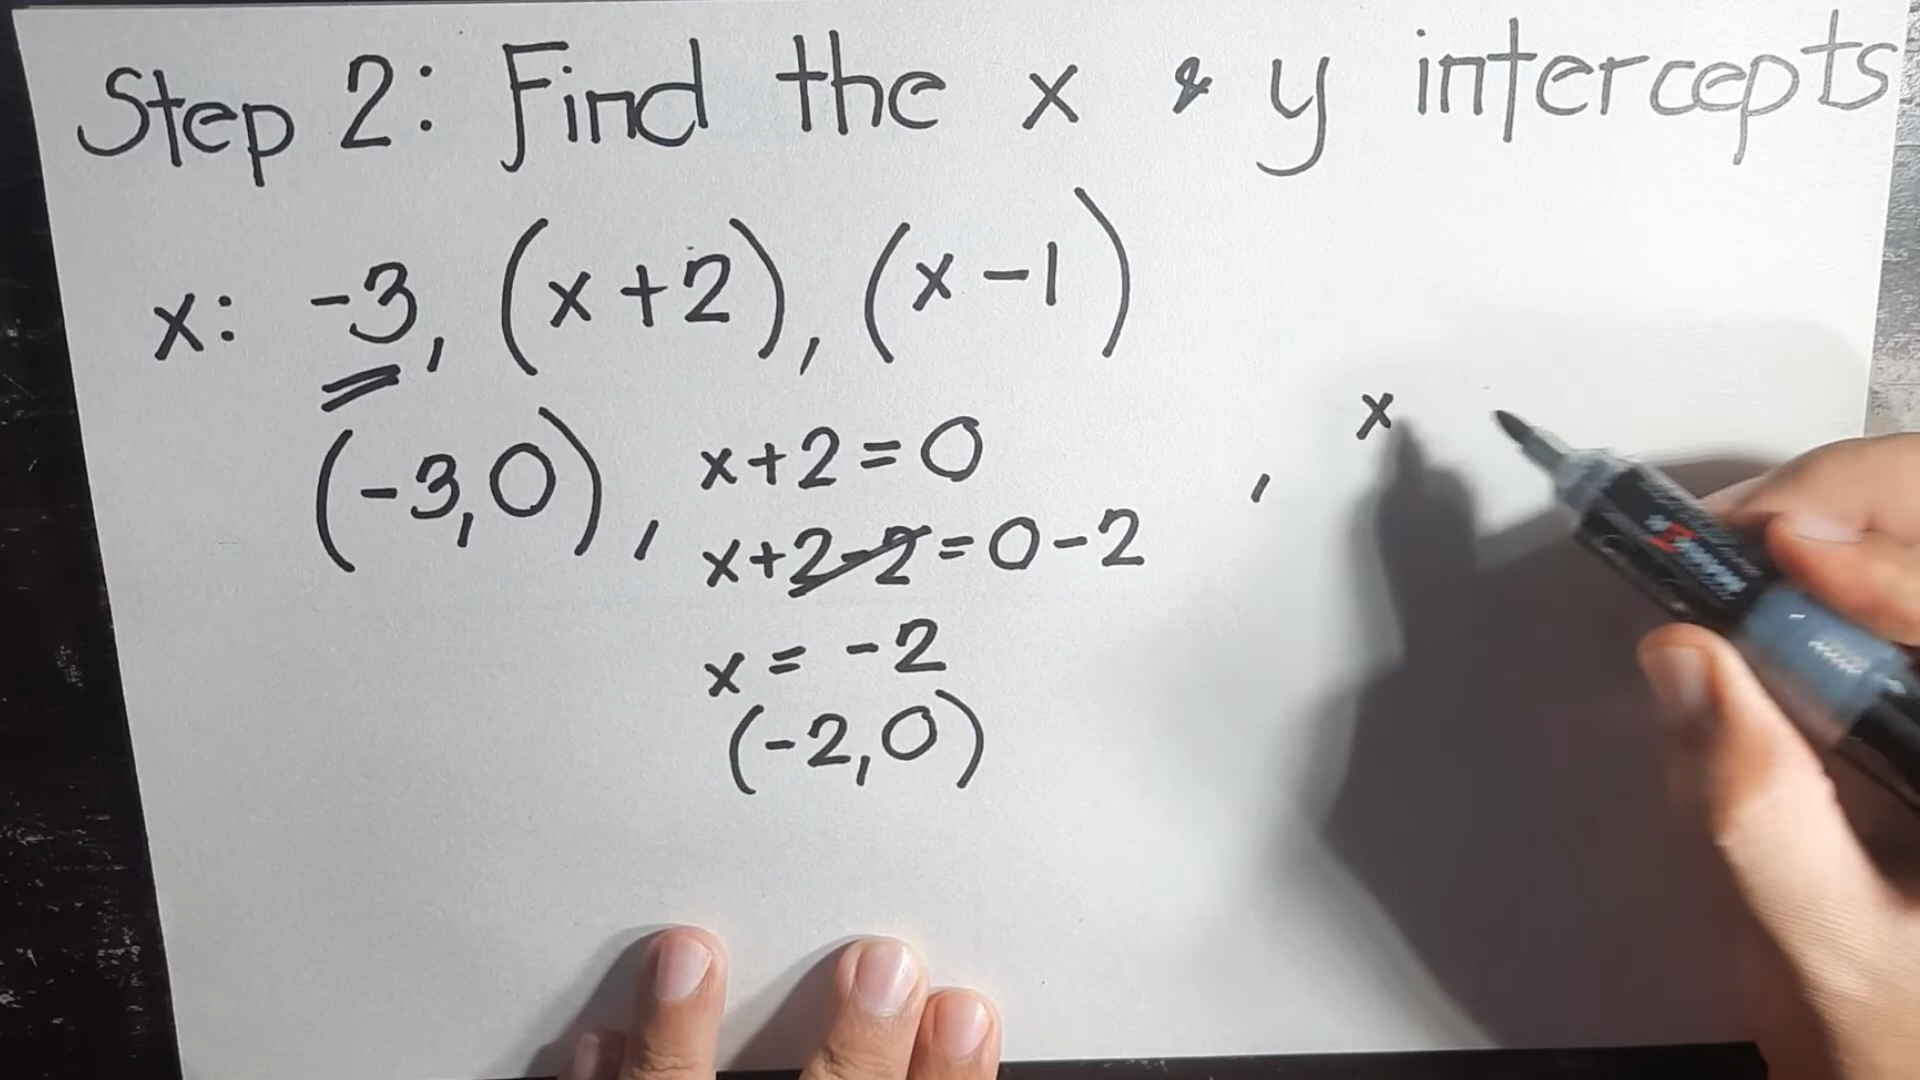 Step 2: Find the x & y intercepts
x: -3, (x+2), (x-1)
(-3,0), x+2=0 , x
x+2-2=0-2
x = -2
(-2,0)